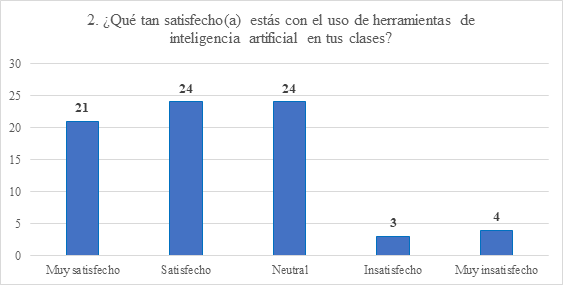 2. ¿Qué tan satisfecho(a) estás con el uso de herramientas de
inteligencia artificial en tus clases?
30
25
20
15
10
5
0
21
24
24
3
4
Muy satisfecho
Satisfecho
Neutral
Insatisfecho
Muy insatisfecho